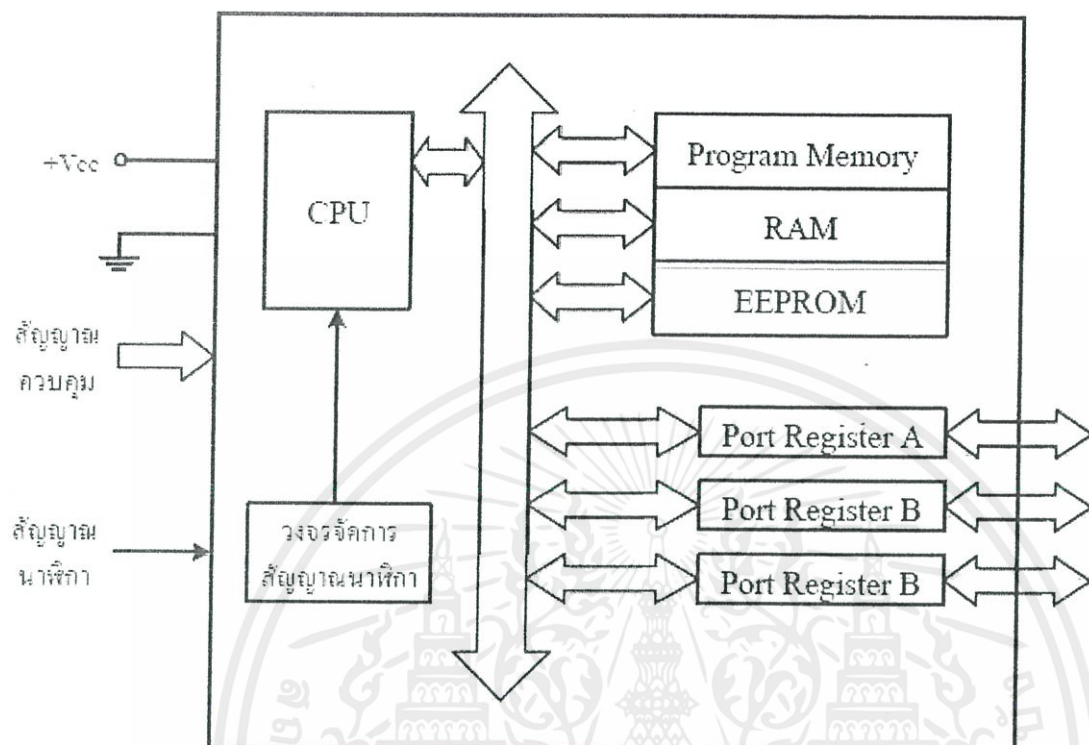 +Vcc
สัญญาณ
ควบคุม
สัญญาณ
นาฬิกา
CPU
วงจรจัดการ
สัญญาณนาฬิกา
Program Memory
RAM
EEPROM
Port Register A
Port Register B
Port Register B